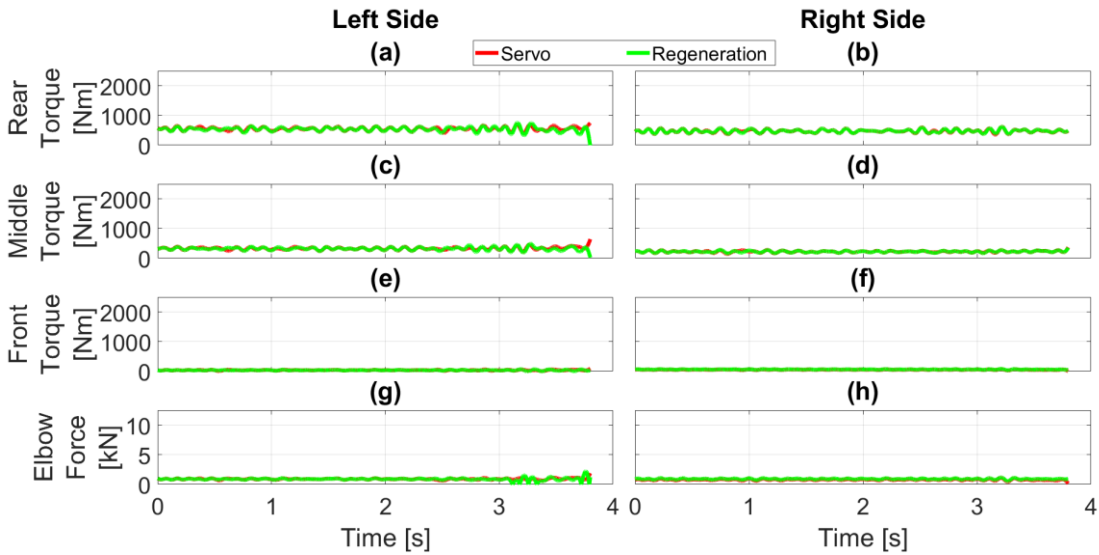 Left Side
Right Side
(a)
Servo
Regeneration
(b)
Rear
Torque
[Nm]
2000
1000
0
(c)
(d)
Middle
Torque
[Nm]
2000
1000
0
(e)
(f)
Front
Torque
[Nm]
2000
1000
0
(g)
(h)
Elbow
Force
[kN]
10
5
0
0 1 2 3 4
0 1 2 3 4
Time [s]
Time [s]